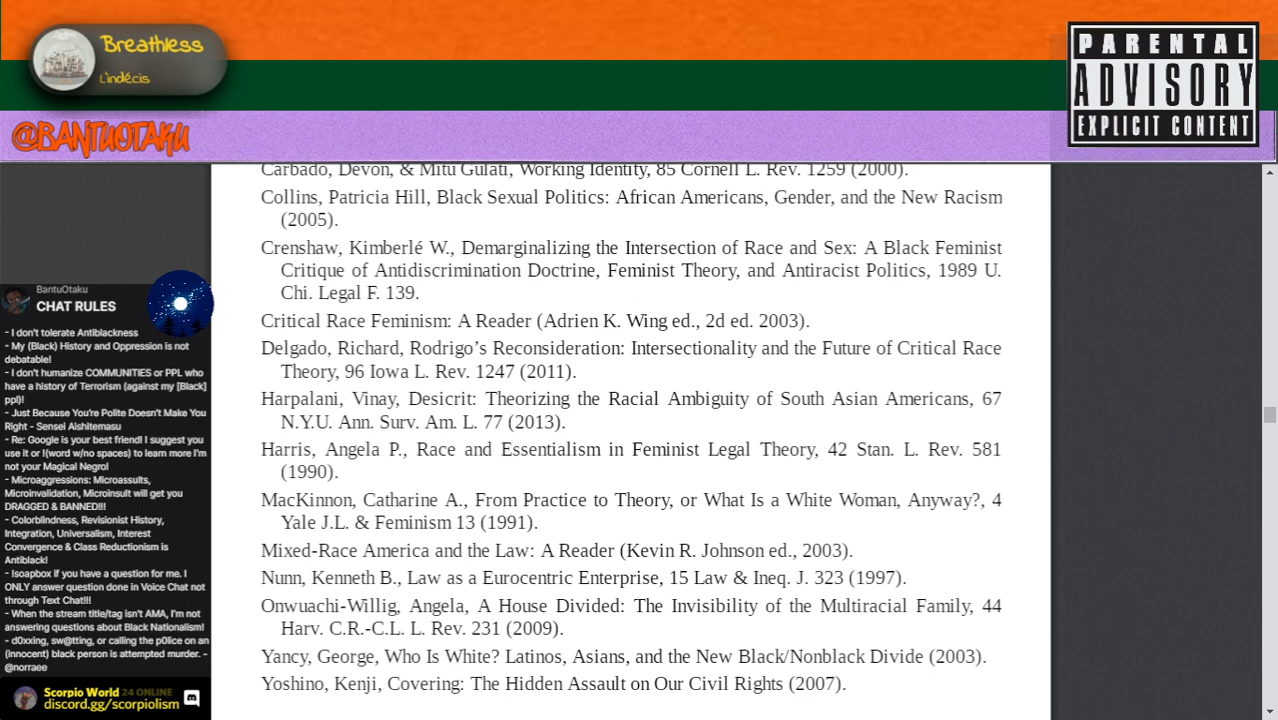 Breathless
L'indécis
PARENTAL
ADVISORY
EXPLICIT CONTENT
@BANTUOTAKU
BantuOtaku
CHAT RULES
- I don't tolerate Antiblackness
- My (Black) History and Oppression is not
debatable!
- I don't humanize COMMUNITIES or PPL who
have a history of Terrorism (against my [Black]
ppl)!
- Just Because You're Polite Doesn't Make You
Right - Sensei Aishitemasu
- Re: Google is your best friend! I suggest you
use it or !(word w/no spaces) to learn more I'm
not your Magical Negro!
- Microaggressions: Microassults,
Microinvalidation, Microinsult will get you
DRAGGED & BANNED!!!
- Colorblindness, Revisionist History,
Integration, Universalism, Interest
Convergence & Class Reductionism is
Antiblack!
- !soapbox if you have a question for me. I
ONLY answer question done in Voice Chat not
through Text Chat!!!
- When the stream title/tag isn't AMA, I'm not
answering questions about Black Nationalism!
- d0xxing, sw@tting, or calling the p0lice on an
(innocent) black person is attempted murder. -
@norraee
Scorpio World 24 ONLINE
discord.gg/scorpiolism
Carbado, Devon, & Mitu Gulati, Working Identity, 85 Cornell L. Rev. 1259 (2000).
Collins, Patricia Hill, Black Sexual Politics: African Americans, Gender, and the New Racism
(2005).
Crenshaw, Kimberlé W., Demarginalizing the Intersection of Race and Sex: A Black Feminist
Critique of Antidiscrimination Doctrine, Feminist Theory, and Antiracist Politics, 1989 U.
Chi. Legal F. 139.
Critical Race Feminism: A Reader (Adrien K. Wing ed., 2d ed. 2003).
Delgado, Richard, Rodrigo's Reconsideration: Intersectionality and the Future of Critical Race
Theory, 96 Iowa L. Rev. 1247 (2011).
Harpalani, Vinay, Desicrit: Theorizing the Racial Ambiguity of South Asian Americans, 67
N.Y.U. Ann. Surv. Am. L. 77 (2013).
Harris, Angela P., Race and Essentialism in Feminist Legal Theory, 42 Stan. L. Rev. 581
(1990).
MacKinnon, Catharine A., From Practice to Theory, or What Is a White Woman, Anyway?, 4
Yale J.L. & Feminism 13 (1991).
Mixed-Race America and the Law: A Reader (Kevin R. Johnson ed., 2003).
Nunn, Kenneth B., Law as a Eurocentric Enterprise, 15 Law & Ineq. J. 323 (1997).
Onwuachi-Willig, Angela, A House Divided: The Invisibility of the Multiracial Family, 44
Harv. C.R.-C.L. L. Rev. 231 (2009).
Yancy, George, Who Is White? Latinos, Asians, and the New Black/Nonblack Divide (2003).
Yoshino, Kenji, Covering: The Hidden Assault on Our Civil Rights (2007).